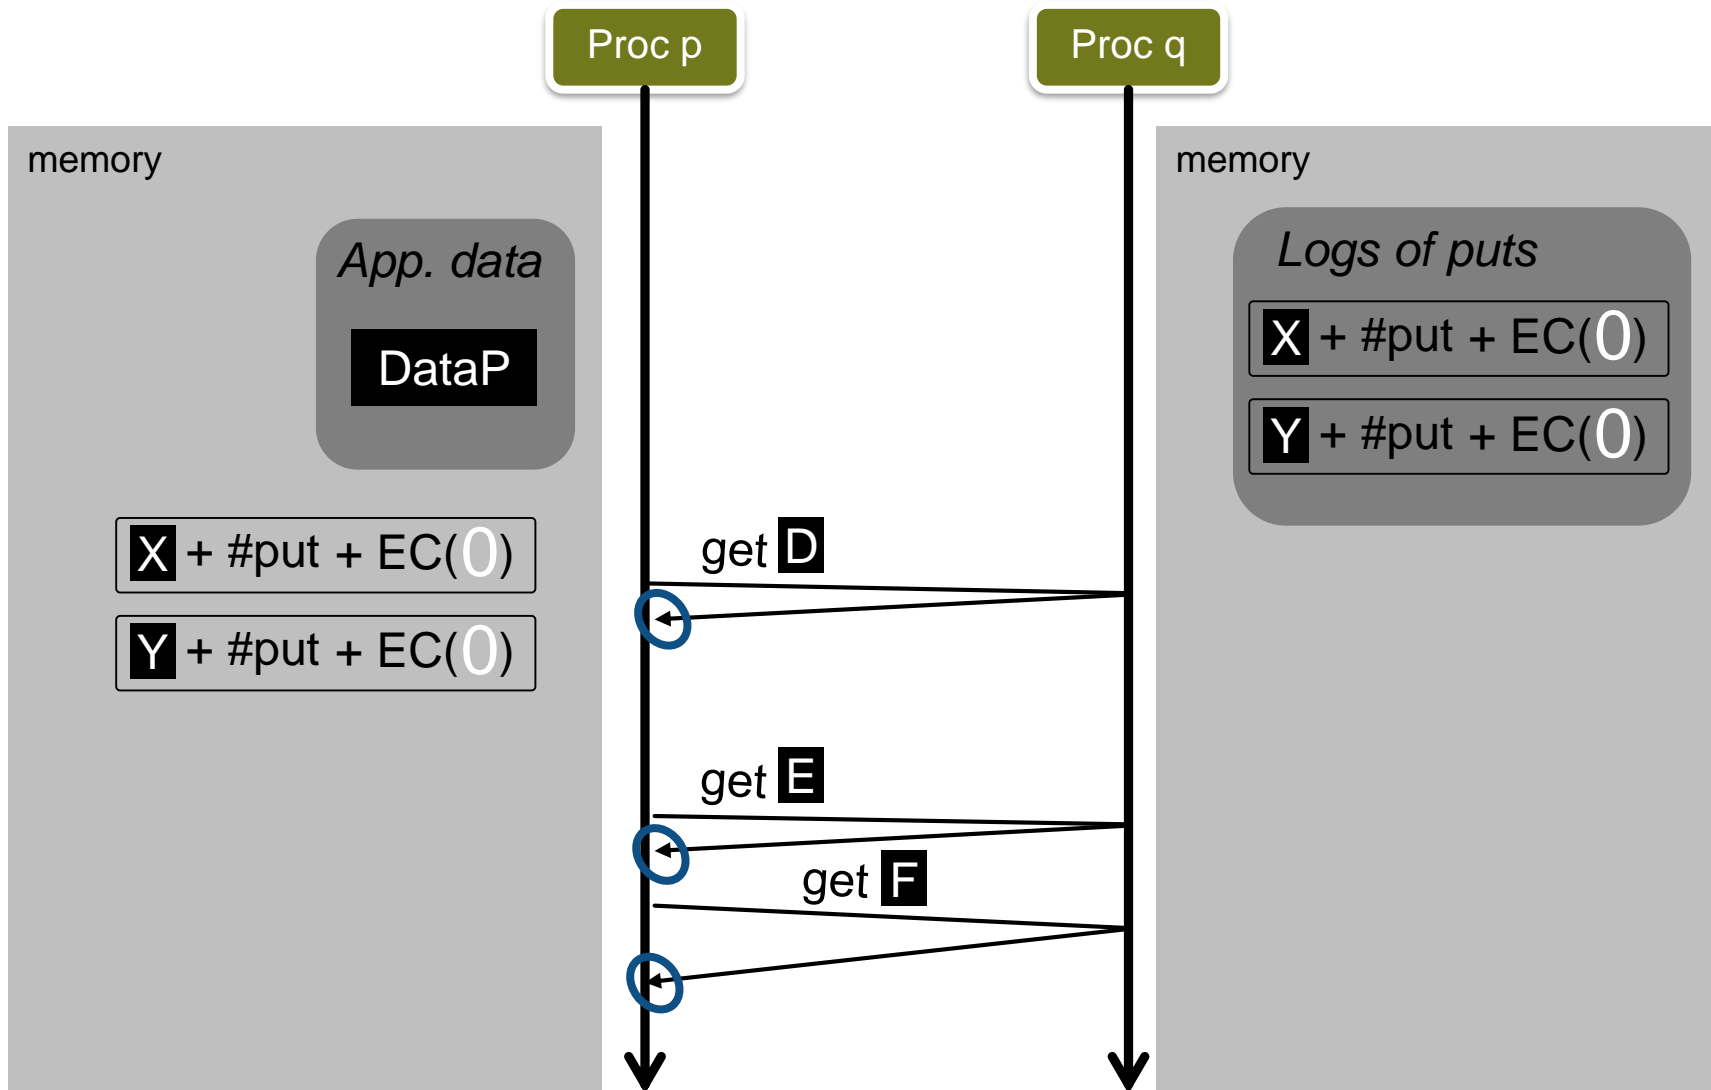 Proc p
Proc q
memory
memory
App. data
DataP
Logs of puts
X + #put + EC(0)
Y + #put + EC(0)
X + #put + EC(0)
Y + #put + EC(0)
get D
get E
get F